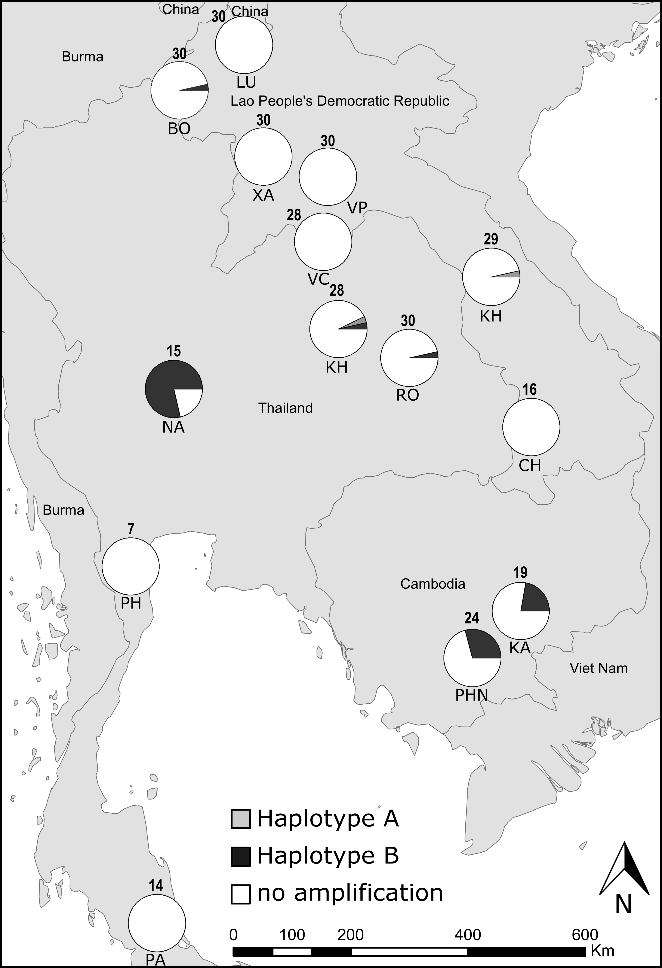 China
30 China
Burma
30
LU
Lao People's Democratic Republic
BO
30
30
XA
VP
28
VC
29
28
KH
30
KH
15
RO
16
Thailand
NA
CH
Burma
7
Cambodia
19
PH
24
KA
Viet Nam
PHN
Haplotype A
Haplotype B
no amplification
14
N
PA
0 100 200 400 600
Km